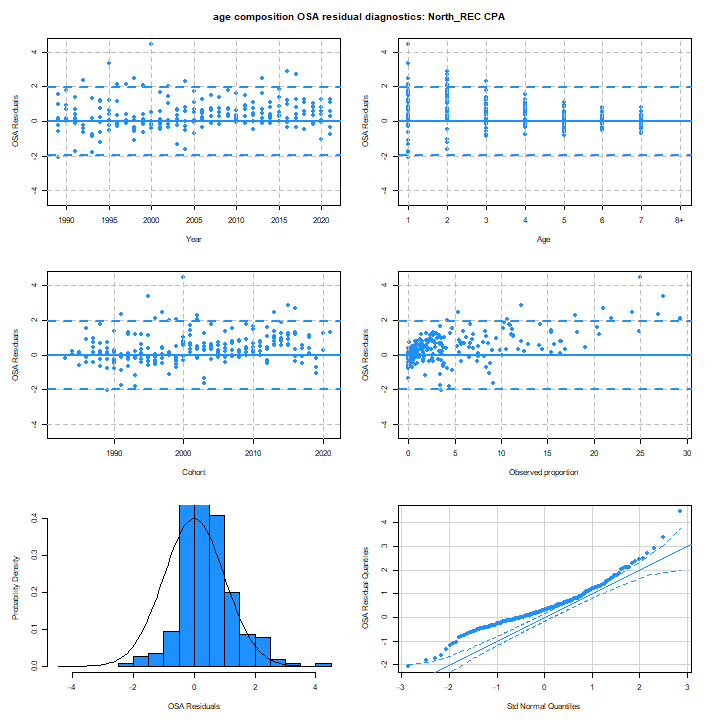 age composition OSA residual diagnostics: North_REC CPA
OSA Residuals
4
2
0
-2
-4
1990 1995 2000 2005 2010 2015 2020
Year
OSA Residuals
4
2
0
-2
-4
1 2 3 4 5 6 7 8+
Age
OSA Residuals
4
2
0
-2
-4
1990 2000 2010 2020
Cohort
OSA Residuals
4
2
0
-2
-4
0 5 10 15 20 25 30
Observed proportion
Probability Density
0.4
0.3
0.2
0.1
0.0
-4 -2 0 2 4
OSA Residuals
OSA Residual Quantiles
4
3
2
1
0
-1
-2
-3 -2 -1 0 1 2 3
Std Normal Quantiles